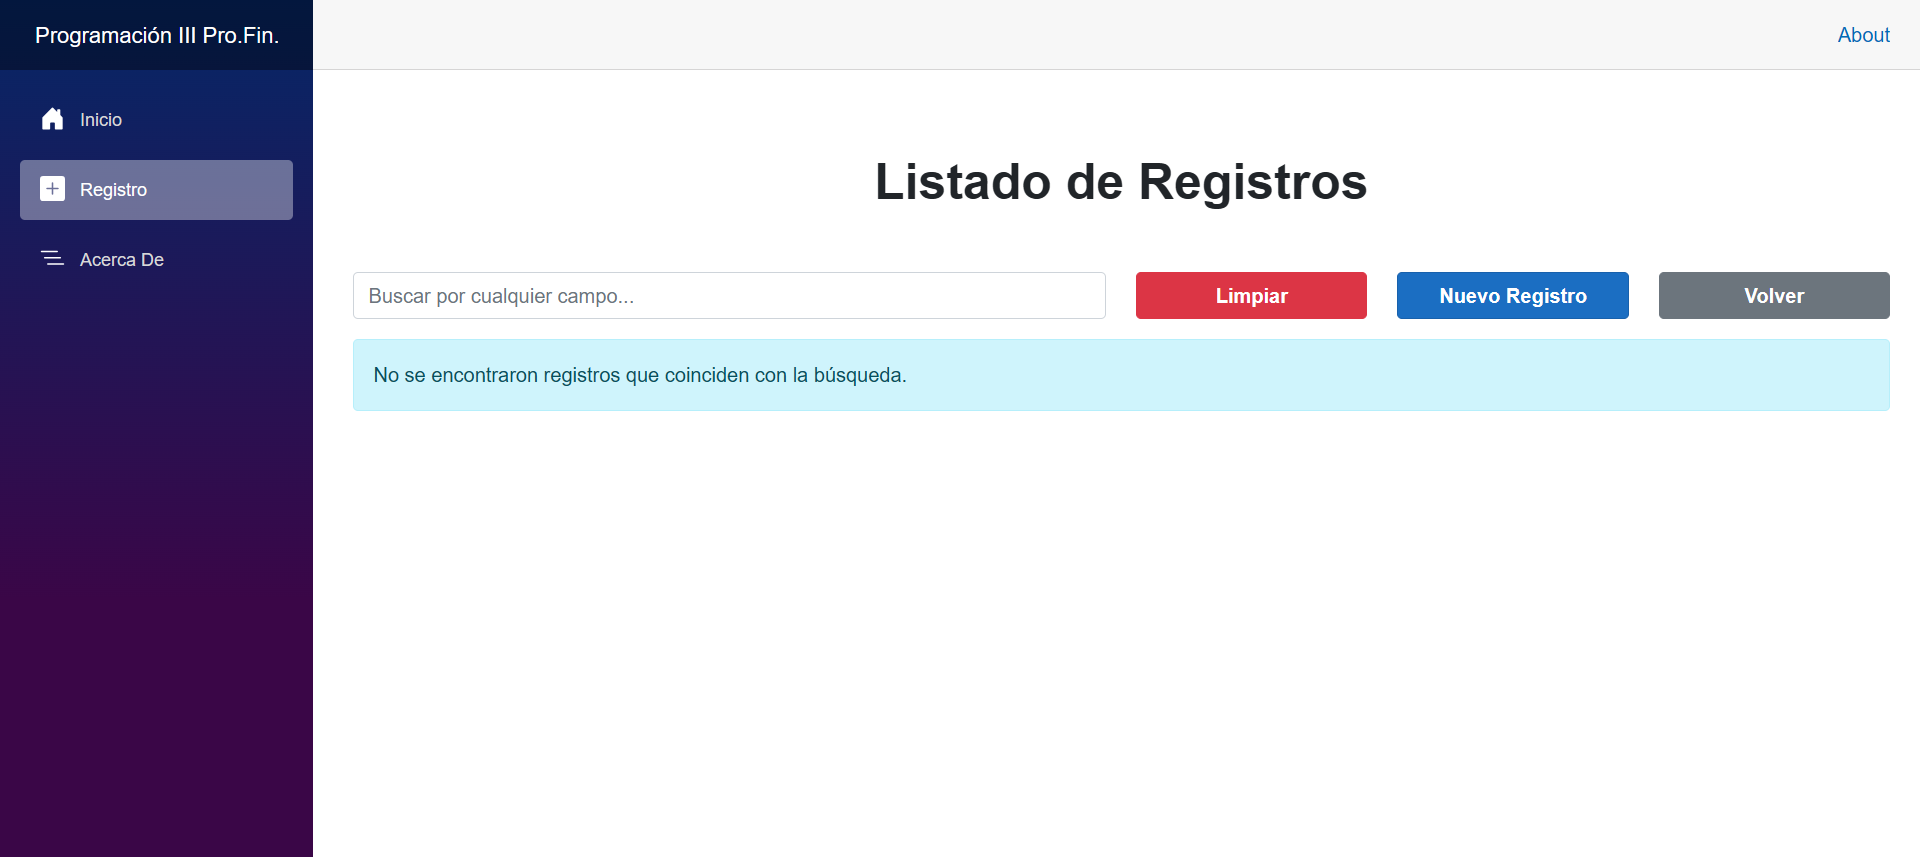 Programación III Pro.Fin.
About
Inicio
Registro
Acerca De
Listado de Registros
Buscar por cualquier campo...
Limpiar
Nuevo Registro
Volver
No se encontraron registros que coinciden con la búsqueda.